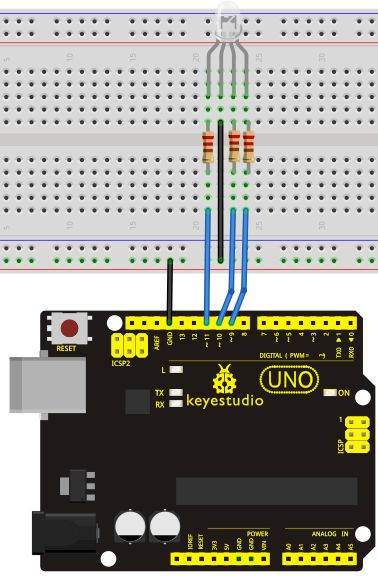 5 10 15 20 25 30
5 10 15 20 25 30
RESET
ICSP2
AREF
GND
13
12
~11
~10
~9
8
7
~6
~5
4
~3
2
TX0 ▶ 1
RX0 ◀ 0
DIGITAL ( PWM = ~ )
L
TX
RX
UNO
ON
keyestudio
1
ICSP
IOREF
RESET
3V3
5V
GND
GND
VIN
POWER
ANALOG IN
A0
A1
A2
A3
A4
A5